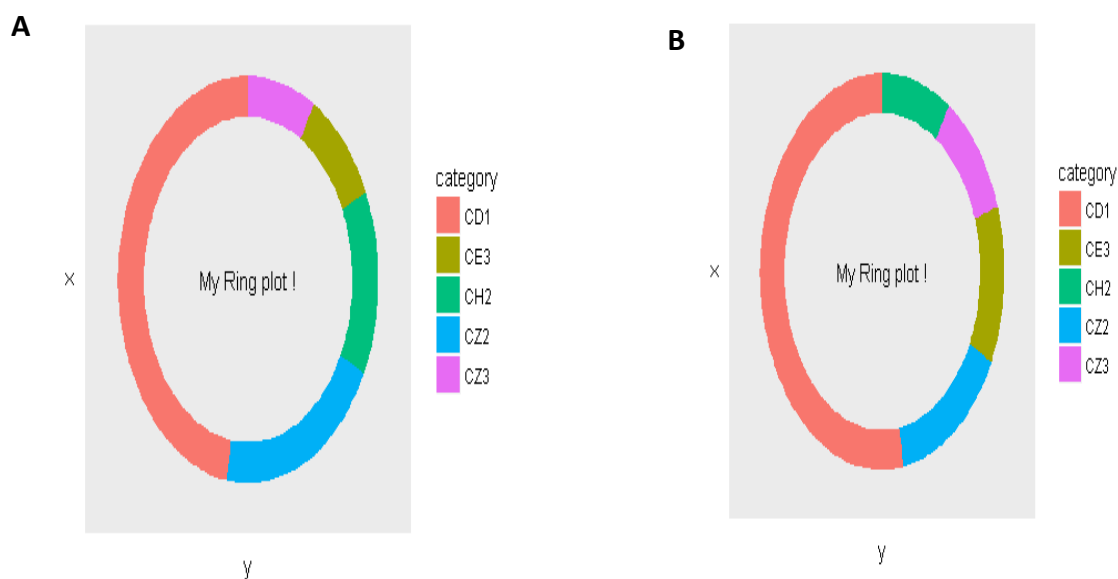 A
x
My Ring plot !
y
category
CD1
CE3
CH2
CZ2
CZ3
B
x
My Ring plot !
y
category
CD1
CE3
CH2
CZ2
CZ3